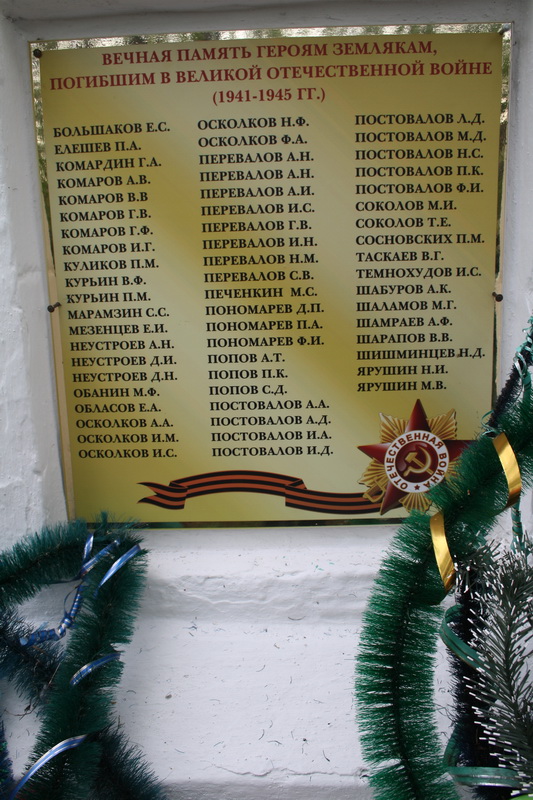 ВЕЧНАЯ ПАМЯТЬ ГЕРОЯМ ЗЕМЛЯКАМ,
ПОГИБШИМ В ВЕЛИКОЙ ОТЕЧЕСТВЕННОЙ ВОЙНЕ
(1941-1945 ГГ.)
БОЛЬШАКОВ Е.С.
ЕЛЕШЕВ П.А.
КОМАРДИН Г.А.
КОМАРОВ А.В.
КОМАРОВ В.В
КОМАРОВ Г.В.
КОМАРОВ Г.Ф.
КОМАРОВ И.Г.
КУЛИКОВ П.М.
КУРЬИН В.Ф.
КУРЬИН П.М.
МАРАМЗИН С.С.
МЕЗЕНЦЕВ Е.И.
НЕУСТРОЕВ А.Н.
НЕУСТРОЕВ Д.И.
НЕУСТРОЕВ Д.Н.
ОБАНИН М.Ф.
ОБЛАСОВ Е.А.
ОСКОЛКОВ А.А.
ОСКОЛКОВ И.М.
ОСКОЛКОВ И.С.
ОСКОЛКОВ Н.Ф.
ОСКОЛКОВ Ф.А.
ПЕРЕВАЛОВ А.Н.
ПЕРЕВАЛОВ А.Н.
ПЕРЕВАЛОВ А.И.
ПЕРЕВАЛОВ И.С.
ПЕРЕВАЛОВ Г.В.
ПЕРЕВАЛОВ И.Н.
ПЕРЕВАЛОВ Н.М.
ПЕРЕВАЛОВ С.В.
ПЕЧЕНКИН М.С.
ПОНОМАРЕВ Д.П.
ПОНОМАРЕВ П.А.
ПОНОМАРЕВ Ф.И.
ПОПОВ А.Т.
ПОПОВ П.К.
ПОПОВ С.Д.
ПОСТОВАЛОВ А.А.
ПОСТОВАЛОВ А.Д.
ПОСТОВАЛОВ И.А.
ПОСТОВАЛОВ И.Д.
ПОСТОВАЛОВ Л.Д.
ПОСТОВАЛОВ М.Д.
ПОСТОВАЛОВ Н.С.
ПОСТОВАЛОВ П.К.
ПОСТОВАЛОВ Ф.И.
СОКОЛОВ М.И.
СОКОЛОВ Т.Е.
СОСНОВСКИХ П.М.
ТАСКАЕВ В.Г.
ТЕМНОХУДОВ И.С.
ШАБУРОВ А.К.
ШАЛАМОВ М.Г.
ШАМРАЕВ А.Ф.
ШАРАПОВ В.В.
ШИШМИНЦЕВ Н.Д.
ЯРУШИН Н.И.
ЯРУШИН М.В.
ОТЕЧЕСТВЕННАЯ ВОЙНА